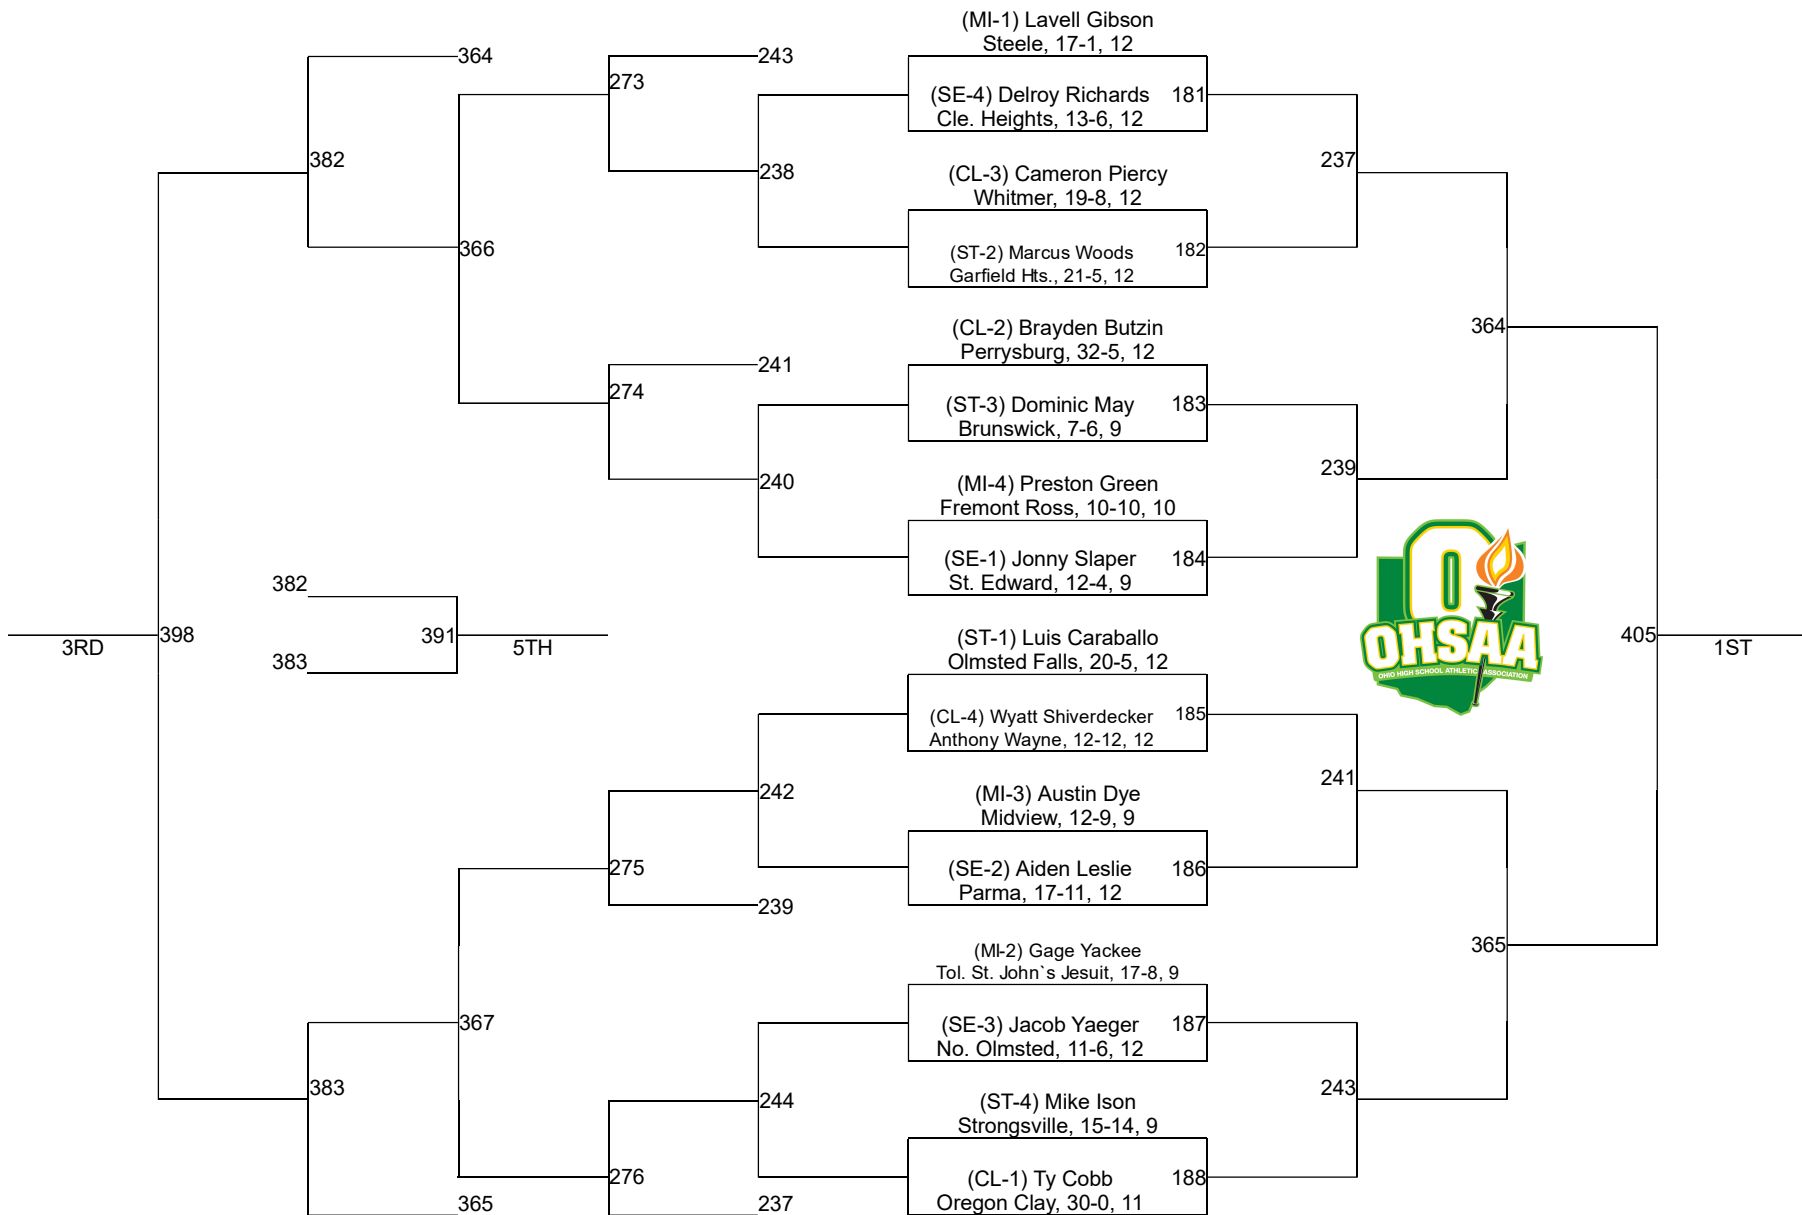 (MI-1) Lavell Gibson
Steele, 17-1, 12
364
243
273
(SE-4) Delroy Richards 181
Cle. Heights, 13-6, 12
382
238
237
(CL-3) Cameron Piercy
Whitmer, 19-8, 12
366
(ST-2) Marcus Woods 182
Garfield Hts., 21-5, 12
(CL-2) Brayden Butzin
Perrysburg, 32-5, 12
364
241
274
(ST-3) Dominic May 183
Brunswick, 7-6, 9
240
239
(MI-4) Preston Green
Fremont Ross, 10-10, 10
(SE-1) Jonny Slaper 184
St. Edward, 12-4, 9
382
398
391
3RD
5TH
383
(ST-1) Luis Caraballo
Olmsted Falls, 20-5, 12
405
1ST
O
OHSAA
OHIO HIGH SCHOOL ATHLETIC ASSOCIATION
(CL-4) Wyatt Shiverdecker 185
Anthony Wayne, 12-12, 12
242
241
(MI-3) Austin Dye
Midview, 12-9, 9
275
(SE-2) Aiden Leslie 186
Parma, 17-11, 12
239
(MI-2) Gage Yackee
Tol. St. John`s Jesuit, 17-8, 9
365
367
(SE-3) Jacob Yaeger 187
No. Olmsted, 11-6, 12
383
244
243
(ST-4) Mike Ison
Strongsville, 15-14, 9
276
(CL-1) Ty Cobb 188
Oregon Clay, 30-0, 11
365
237